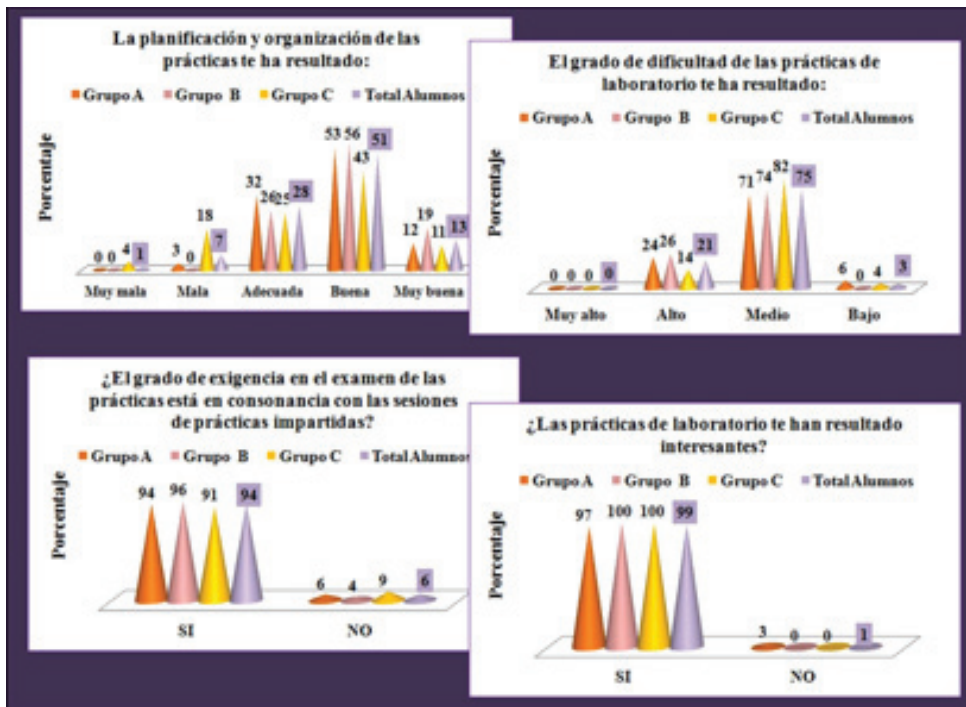 La planificación y organización de las
prácticas te ha resultado:
Grupo A Grupo B Grupo C Total Alumnos
Porcentaje
0 0 4 1 3 0 18 7 32 26 25 28 53 56 43 51 12 19 11 13
Muy mala Mala Adecuada Buena Muy buena
El grado de dificultad de las prácticas de
laboratorio te ha resultado:
Grupo A Grupo B Grupo C Total Alumnos
Porcentaje
0 0 0 0 24 26 14 21 71 74 82 75 6 0 4 3
Muy alto Alto Medio Bajo
¿El grado de exigencia en el examen de las
prácticas está en consonancia con las sesiones
de prácticas impartidas?
Grupo A Grupo B Grupo C Total Alumnos
Porcentaje
94 96 91 94 6 4 9 6
SI NO
¿Las prácticas de laboratorio te han resultado
interesantes?
Grupo A Grupo B Grupo C Total Alumnos
Porcentaje
97 100 100 99 3 0 0 1
SI NO